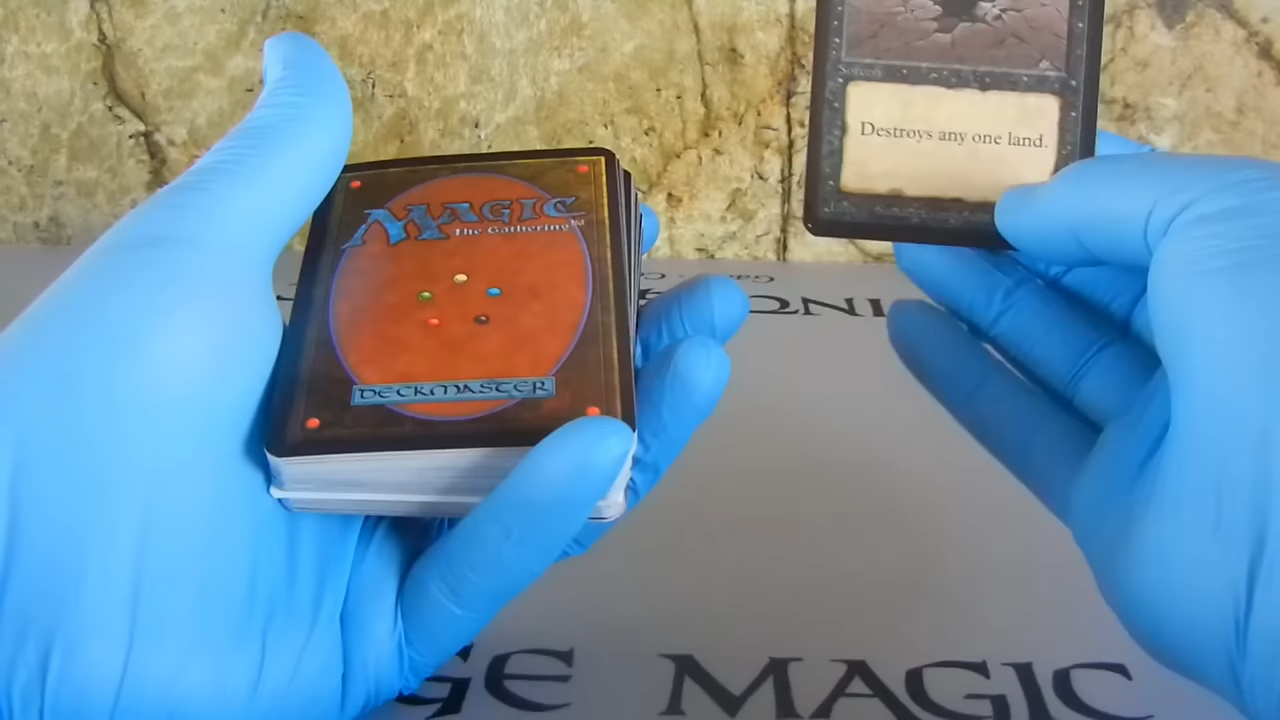 Sorcery
Destroys any one land.
MAGIC
The Gathering
DECKMASTER
GE MAGIC